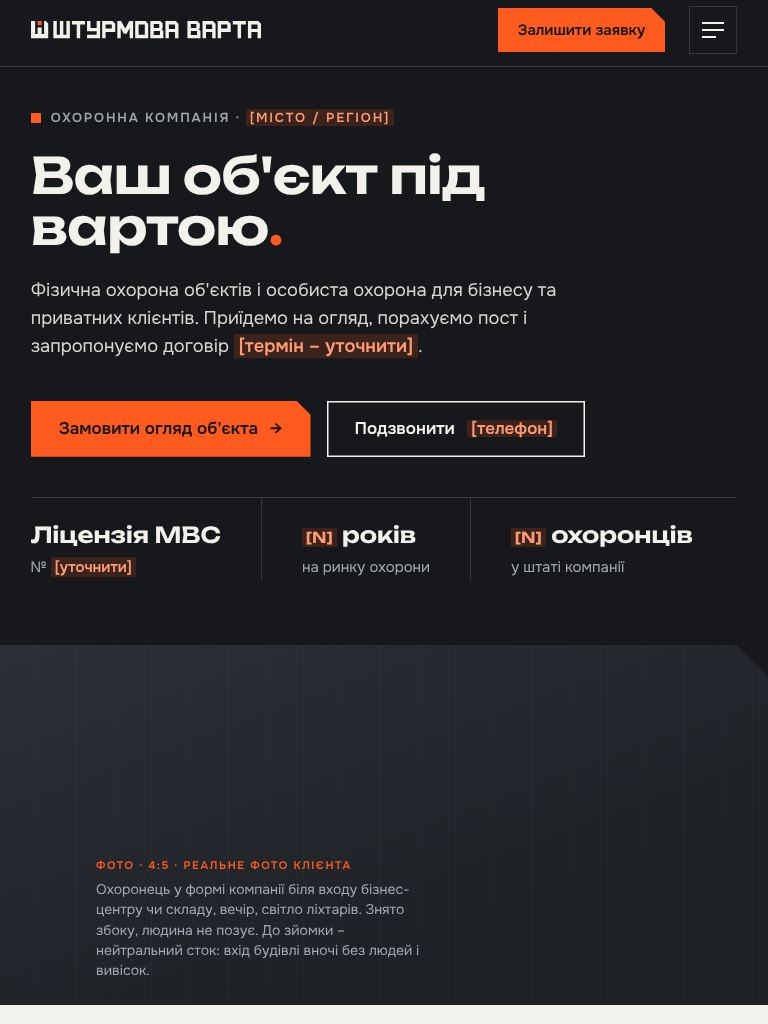 ШТУРМОВА ВАРТА
Залишити заявку
ОХОРОННА КОМПАНІЯ · [МІСТО / РЕГІОН]
Ваш об'єкт під
вартою.
Фізична охорона об'єктів і особиста охорона для бізнесу та
приватних клієнтів. Приїдемо на огляд, порахуємо пост і
запропонуємо договір [термін – уточнити].
Замовити огляд об'єкта →
Подзвонити [телефон]
Ліцензія МВС
№ [уточнити]
[N] років
на ринку охорони
[N] охоронців
у штаті компанії
ФОТО · 4:5 · РЕАЛЬНЕ ФОТО КЛІЄНТА
Охоронець у формі компанії біля входу бізнес-
центру чи складу, вечір, світло ліхтарів. Знято
збоку, людина не позує. До зйомки –
нейтральний сток: вхід будівлі вночі без людей і
вивісок.